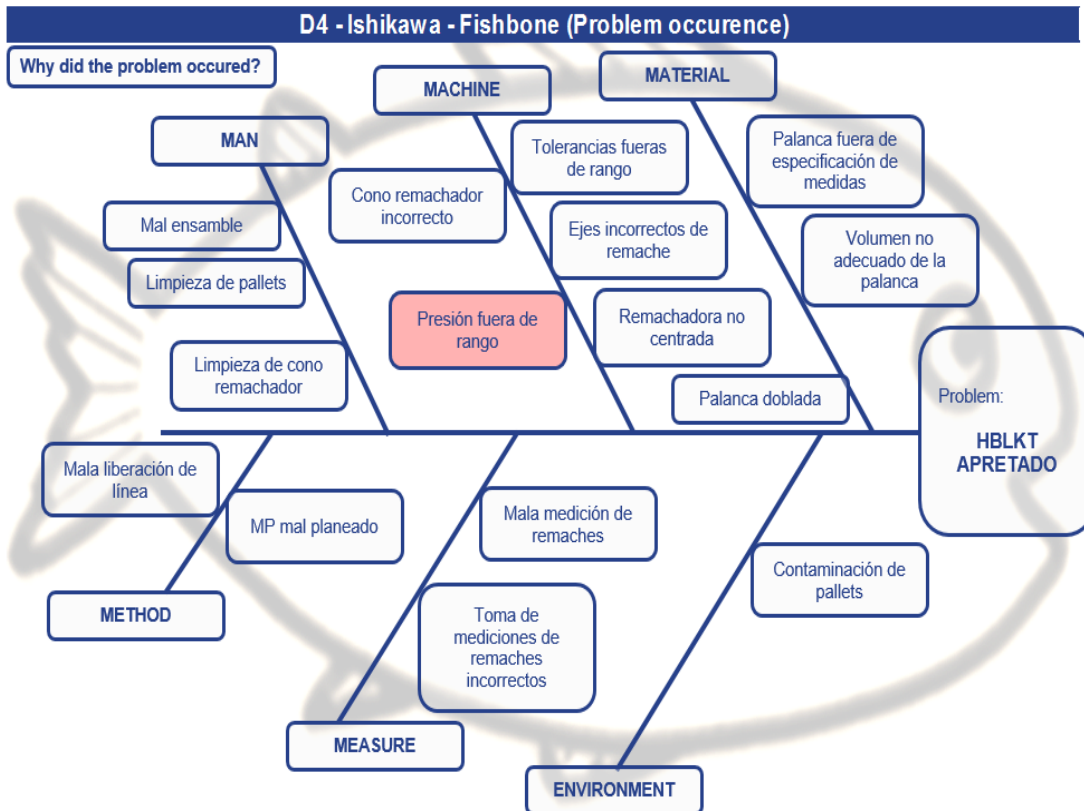 D4 - Ishikawa - Fishbone (Problem occurence)
Why did the problem occured?
MAN
MACHINE
MATERIAL
Mal ensamble
Limpieza de pallets
Limpieza de cono
remachador
Cono remachador
incorrecto
Presión fuera de
rango
Tolerancias fueras
de rango
Ejes incorrectos de
remache
Remachadora no
centrada
Palanca doblada
Palanca fuera de
especificación de
medidas
Volumen no
adecuado de la
palanca
Problem:
HBLKT
APRETADO
Mala liberación de
línea
MP mal planeado
METHOD
Mala medición de
remaches
Toma de
mediciones de
remaches
incorrectos
MEASURE
Contaminación de
pallets
ENVIRONMENT